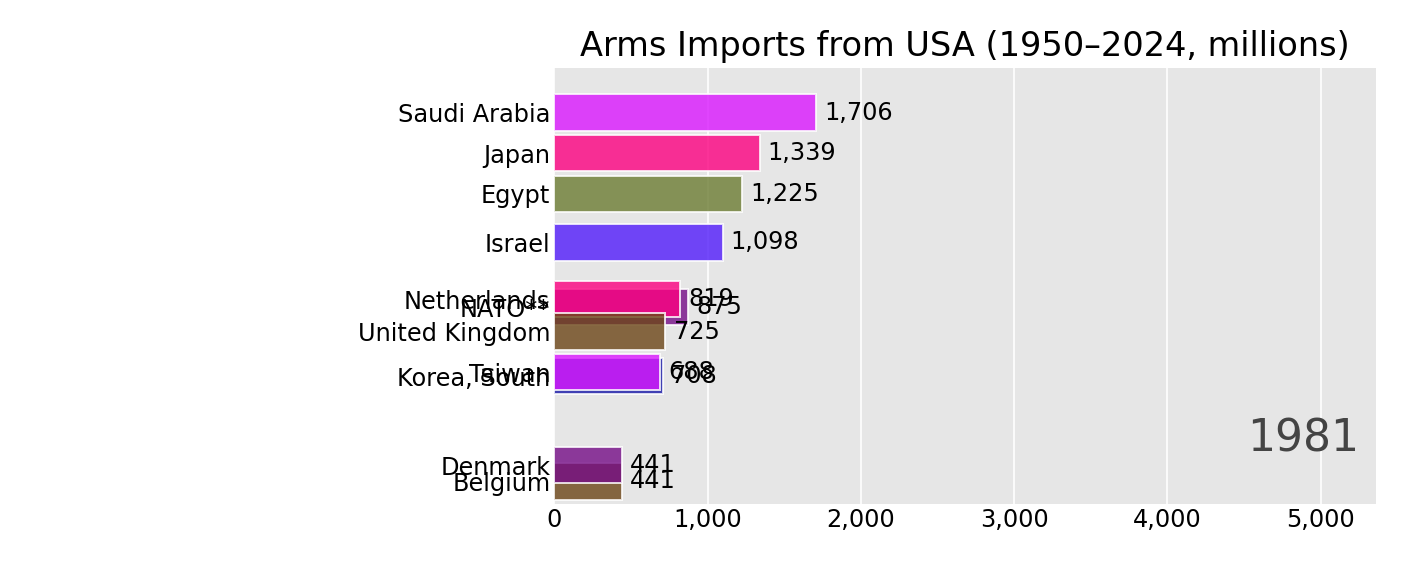 Arms Imports from USA (1950–2024, millions)
Saudi Arabia 1,706
Japan 1,339
Egypt 1,225
Israel 1,098
Netherlands 819
NATO** 875
United Kingdom 725
Taiwan 688
Korea, South 708
1981
Denmark 441
Belgium 441
0 1,000 2,000 3,000 4,000 5,000